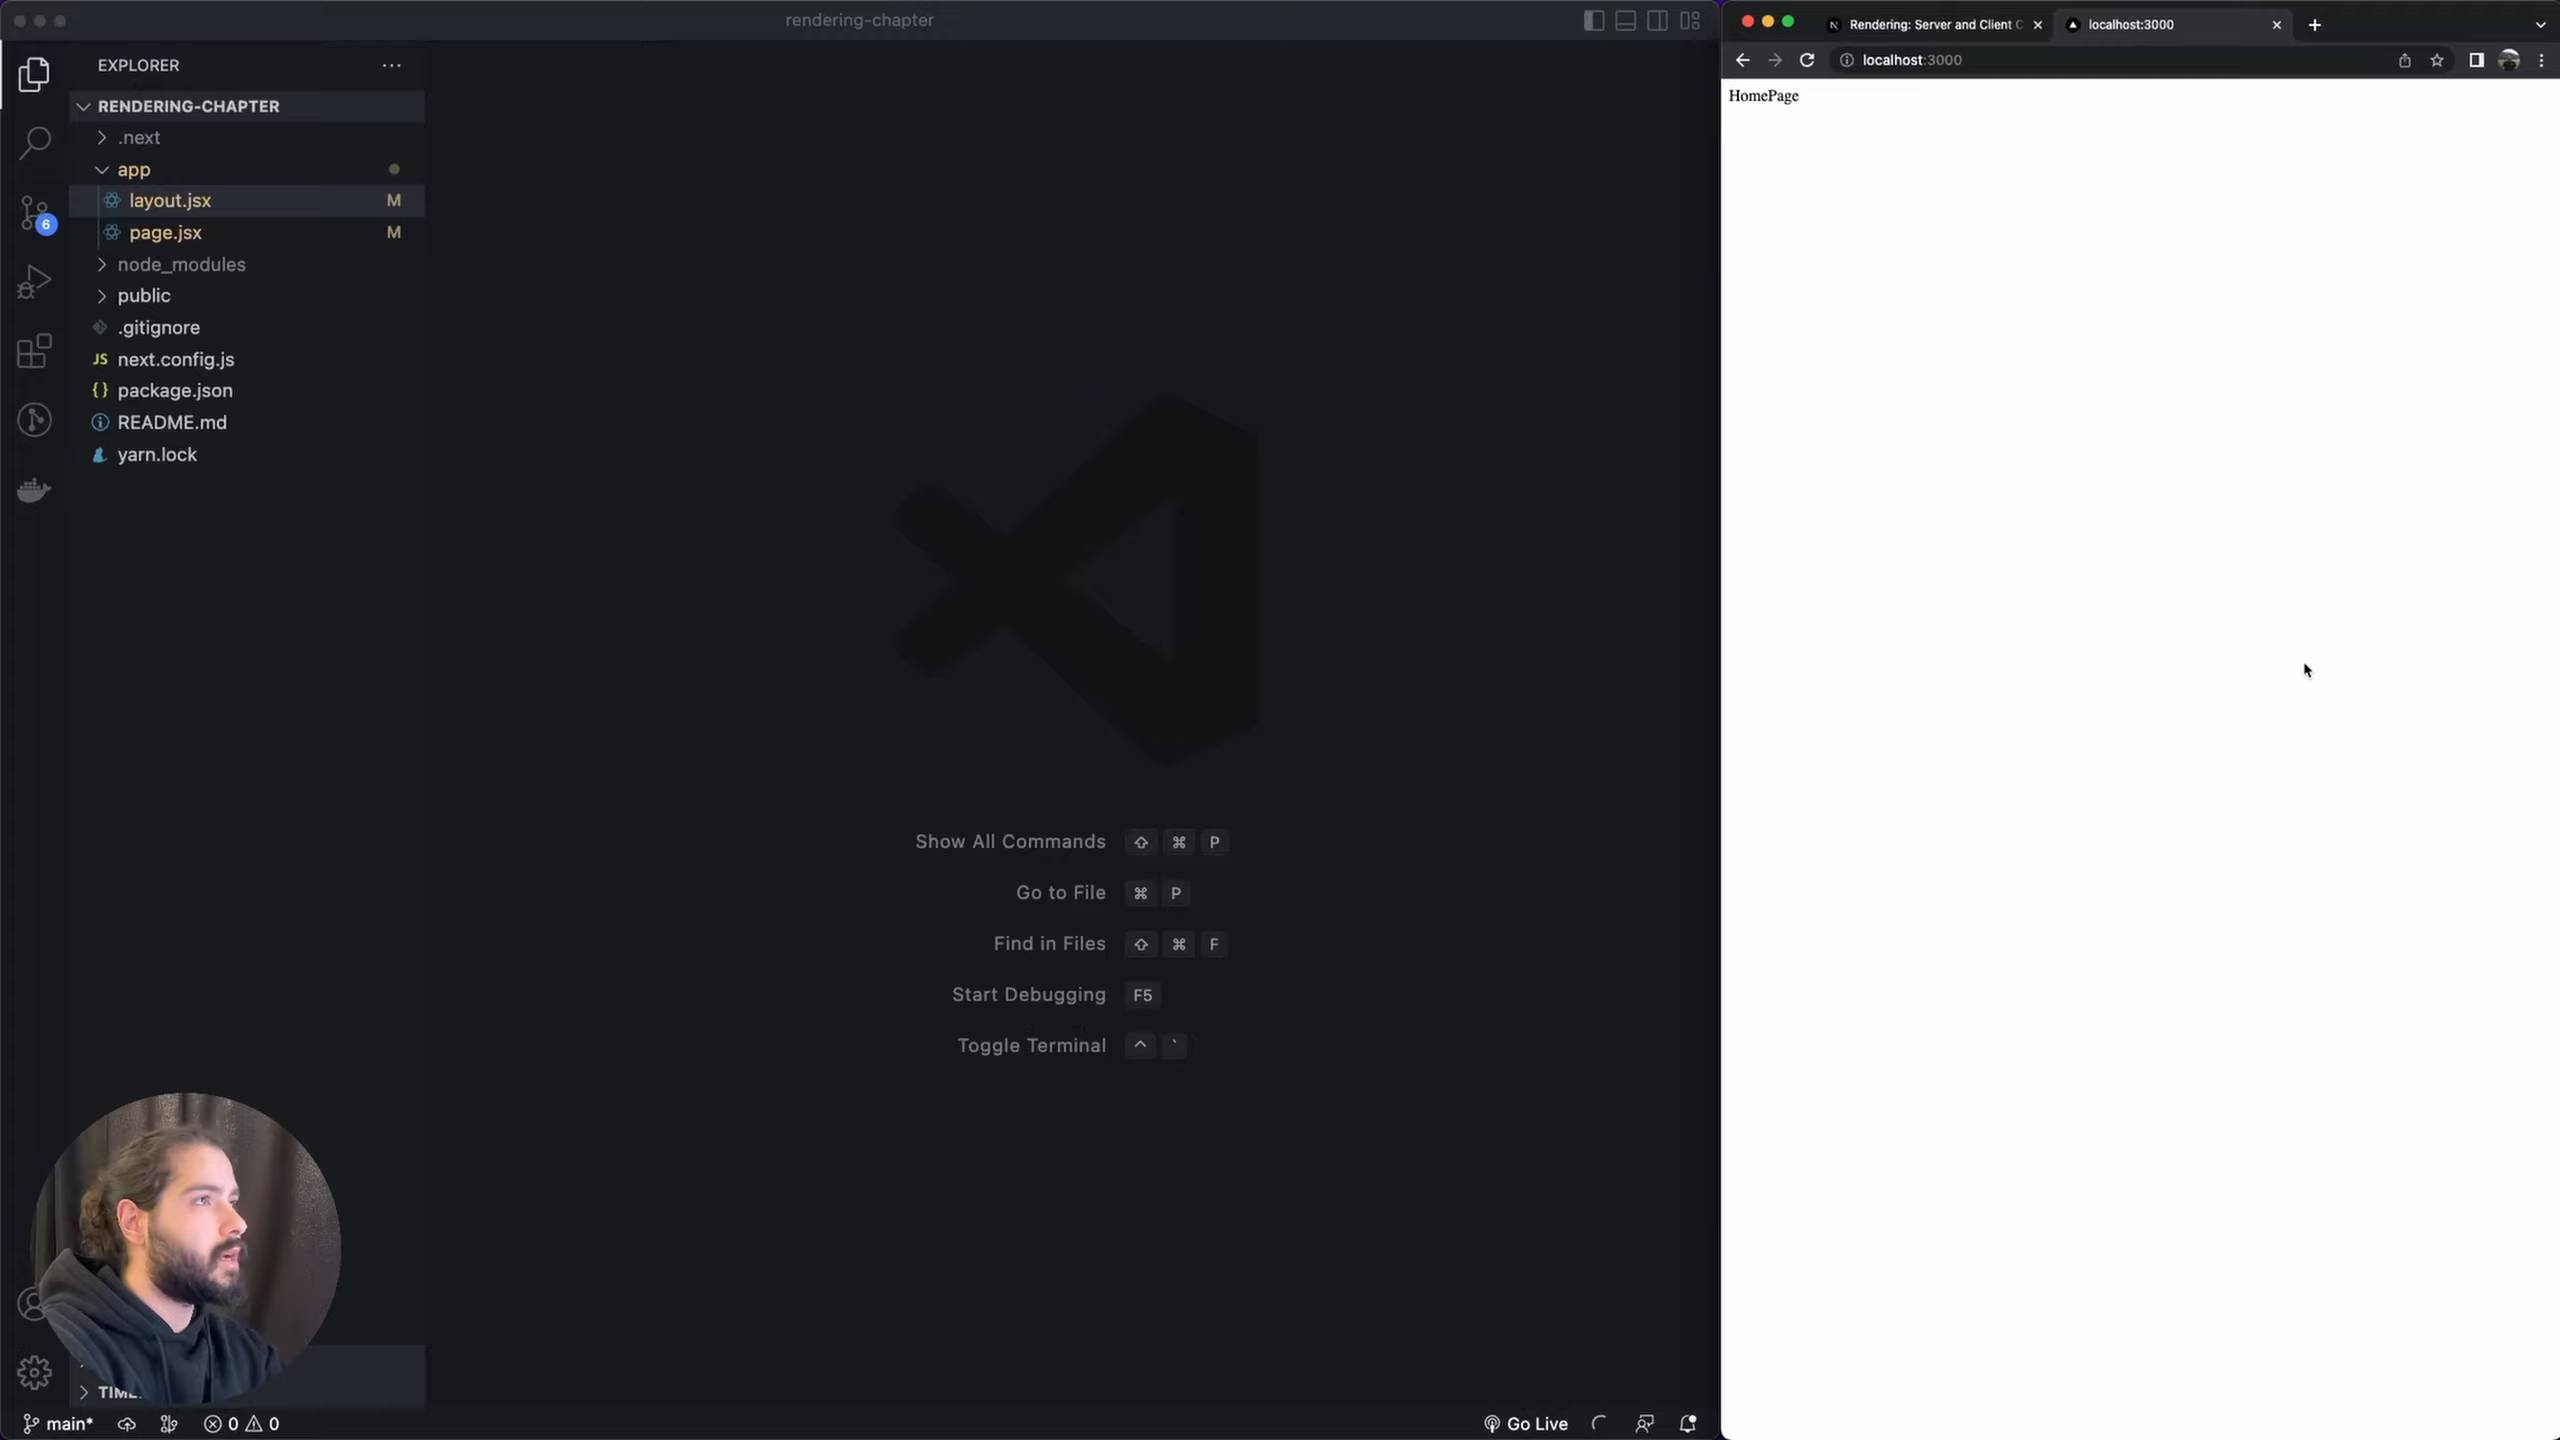 rendering-chapter
EXPLORER
RENDERING-CHAPTER
.next
app
layout.jsx M
page.jsx M
node_modules
public
.gitignore
JS next.config.js
{} package.json
README.md
yarn.lock
6
Show All Commands ⇧ ⌘ P
Go to File ⌘ P
Find in Files ⇧ ⌘ F
Start Debugging F5
Toggle Terminal ^ `
main* 0 0
Go Live
Rendering: Server and Client C
localhost:3000
localhost:3000
HomePage